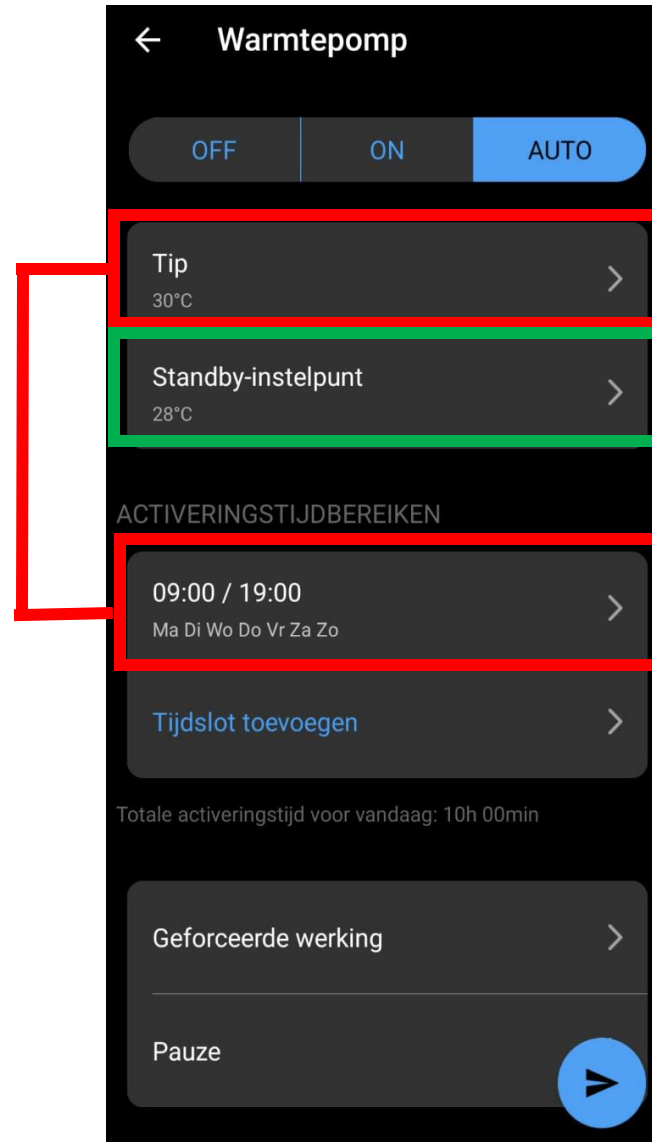 Warmtepomp
OFF ON AUTO
Tip
30°C
Standby-instelpunt
28°C
ACTIVERINGSTIJDBEREIKEN
09:00 / 19:00
Ma Di Wo Do Vr Za Zo
Tijdslot toevoegen
Totale activeringstijd voor vandaag: 10h 00min
Geforceerde werking
Pauze